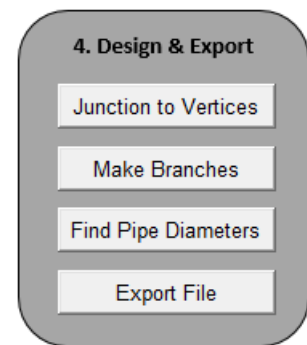 4. Design & Export
Junction to Vertices
Make Branches
Find Pipe Diameters
Export File